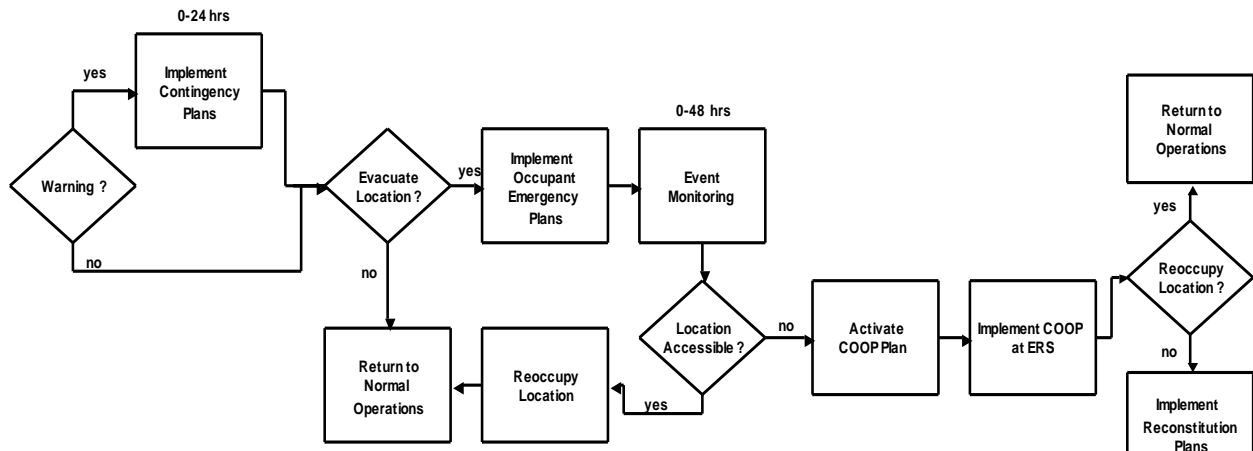 0-24 hrs
yes
Implement
Contingency
Plans
Warning ?
no
Evacuate
Location ?
yes
no
Implement
Occupant
Emergency
Plans
0-48 hrs
Event
Monitoring
Location
Accessible ?
no
yes
Reoccupy
Location
Return to
Normal
Operations
Activate
COOP Plan
Implement COOP
at ERS
Reoccupy
Location ?
yes
Return to
Normal
Operations
no
Implement
Reconstitution
Plans